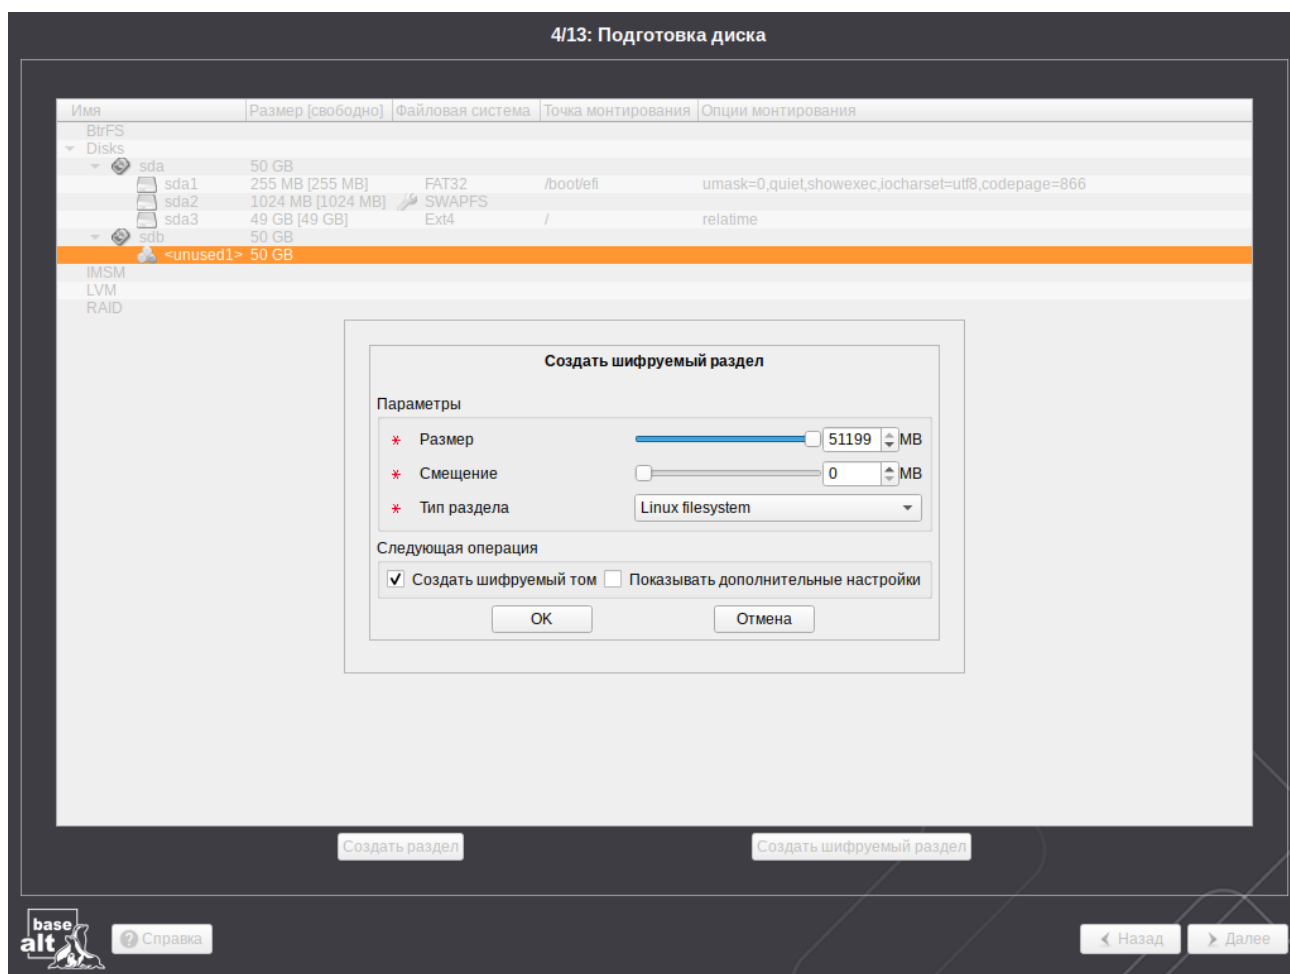 4/13: Подготовка диска
Имя Размер [свободно] Файловая система Точка монтирования Опции монтирования
BtrFS
Disks
sda 50 GB
sda1 255 MB [255 MB] FAT32 /boot/efi umask=0,quiet,showexec,iocharset=utf8,codepage=866
sda2 1024 MB [1024 MB] SWAPFS
sda3 49 GB [49 GB] Ext4 / relatime
sdb 50 GB
<unused1> 50 GB
IMSM
LVM
RAID
Создать шифруемый раздел
Параметры
* Размер 51199 MB
* Смещение 0 MB
* Тип раздела Linux filesystem
Следующая операция
Создать шифруемый том Показывать дополнительные настройки
OK Отмена
Создать раздел Создать шифруемый раздел
base
alt
Справка Назад Далее